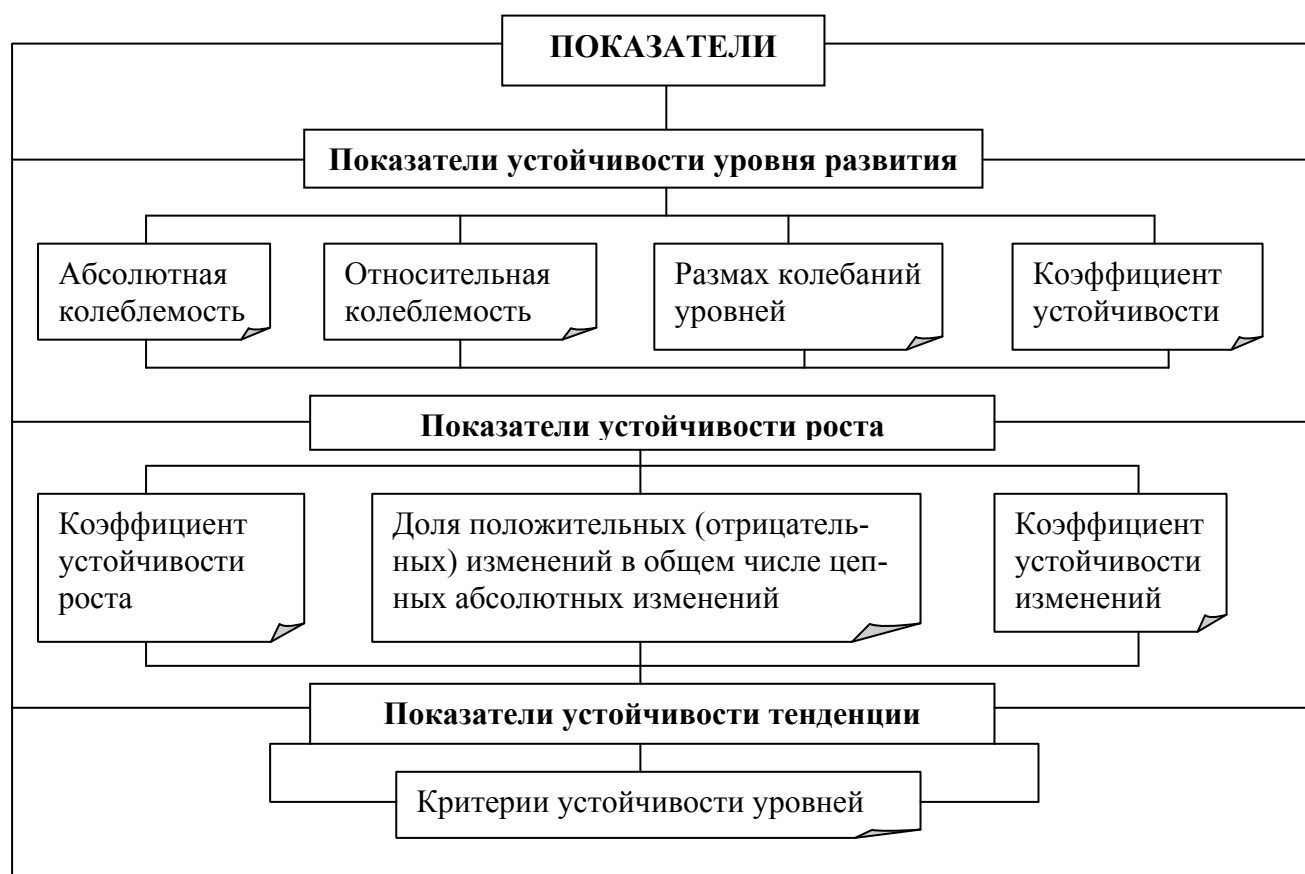 ПОКАЗАТЕЛИ
Показатели устойчивости уровня развития
Абсолютная
колеблемость
Относительная
колеблемость
Размах колебаний
уровней
Коэффициент
устойчивости
Показатели устойчивости роста
Коэффициент
устойчивости
роста
Доля положительных (отрицатель-
ных) изменений в общем числе цеп-
ных абсолютных изменений
Коэффициент
устойчивости
изменений
Показатели устойчивости тенденции
Критерии устойчивости уровней